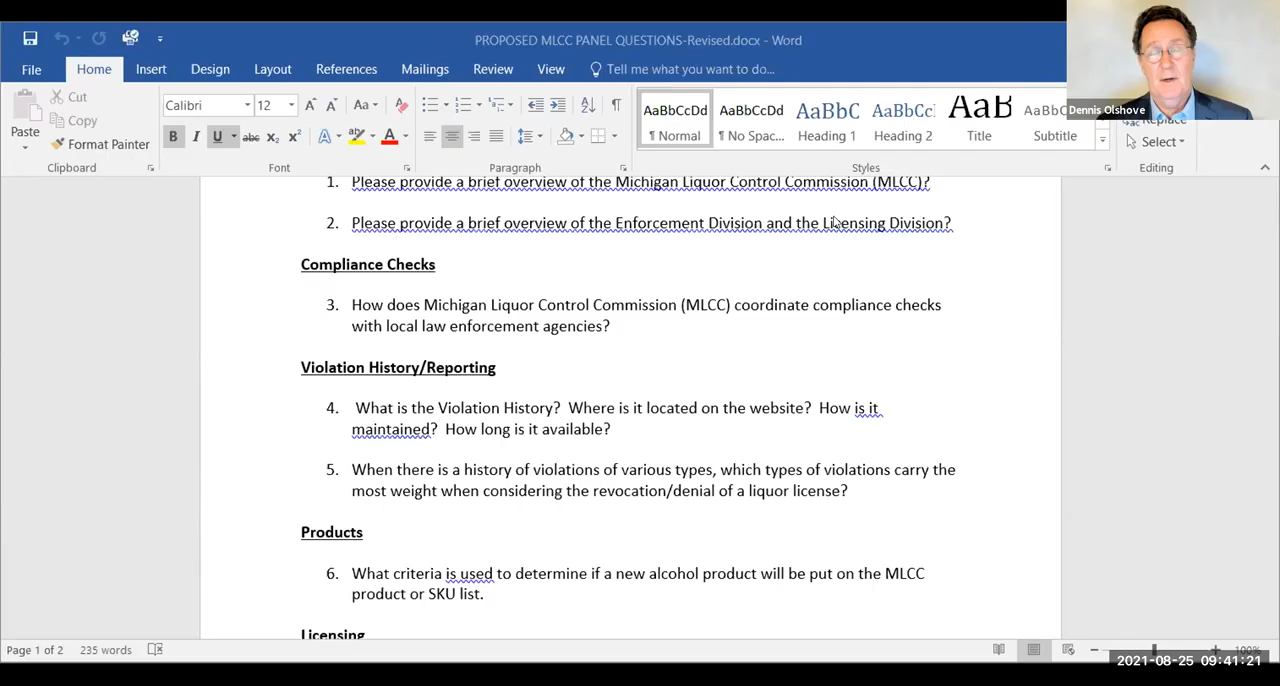 PROPOSED MLCC PANEL QUESTIONS-Revised.docx - Word
File Home Insert Design Layout References Mailings Review View Tell me what you want to do...
Dennis Olshove
Paste
Cut
Copy
Format Painter
Clipboard
Calibri 12
Aa
B I U abc x₂ x² A A
Font
Paragraph
AaBbCcDd AaBbCcDd AaBbC AaBbCc AaB AaBbCc
¶ Normal ¶ No Spac... Heading 1 Heading 2 Title Subtitle
Styles
Replace
Select
Editing
1. Please provide a brief overview of the Michigan Liquor Control Commission (MLCC)?
2. Please provide a brief overview of the Enforcement Division and the Licensing Division?
Compliance Checks
3. How does Michigan Liquor Control Commission (MLCC) coordinate compliance checks
with local law enforcement agencies?
Violation History/Reporting
4. What is the Violation History? Where is it located on the website? How is it
maintained? How long is it available?
5. When there is a history of violations of various types, which types of violations carry the
most weight when considering the revocation/denial of a liquor license?
Products
6. What criteria is used to determine if a new alcohol product will be put on the MLCC
product or SKU list.
Licensing
Page 1 of 2 235 words
100%
2021-08-25 09:41:21